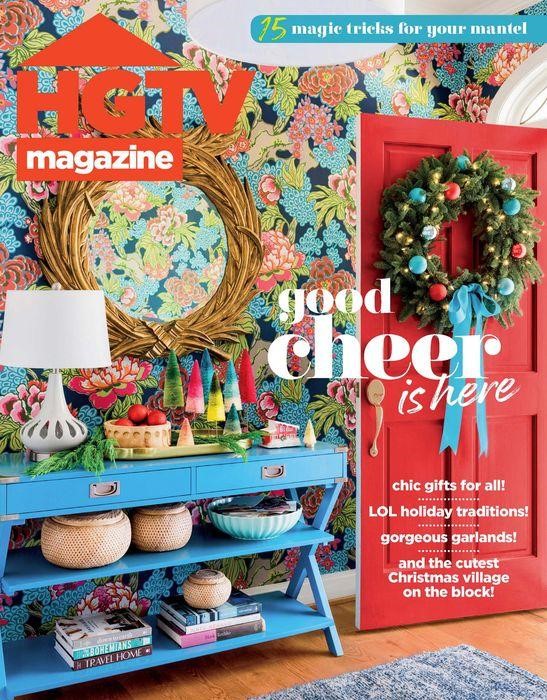 15 magic tricks for your mantel
HGTV
magazine
good
cheer
is here
chic gifts for all!
LOL holiday traditions!
gorgeous garlands!
and the cutest
Christmas village
on the block!
BOHEMIANS
TRAVEL HOME